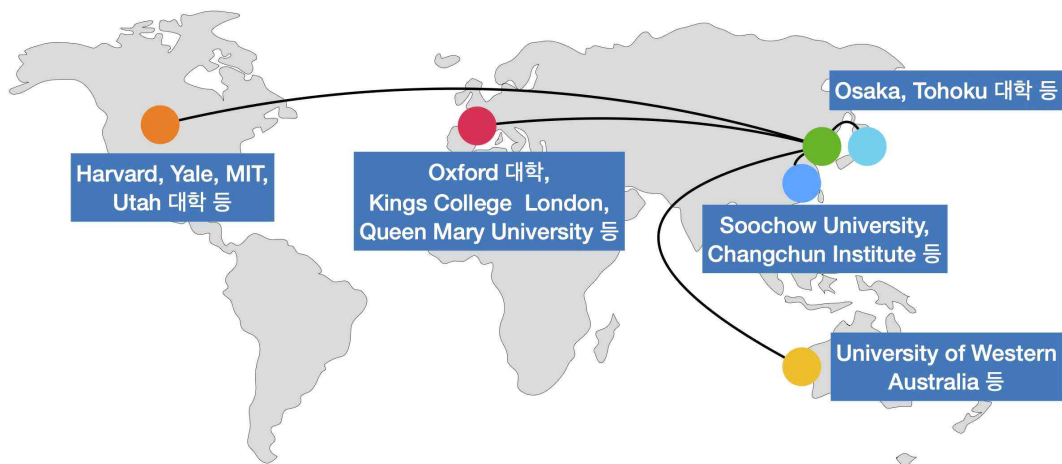 Osaka, Tohoku 대학 등
Harvard, Yale, MIT,
Utah 대학 등
Oxford 대학,
Kings College London,
Queen Mary University 등
Soochow University,
Changchun Institute 등
University of Western
Australia 등